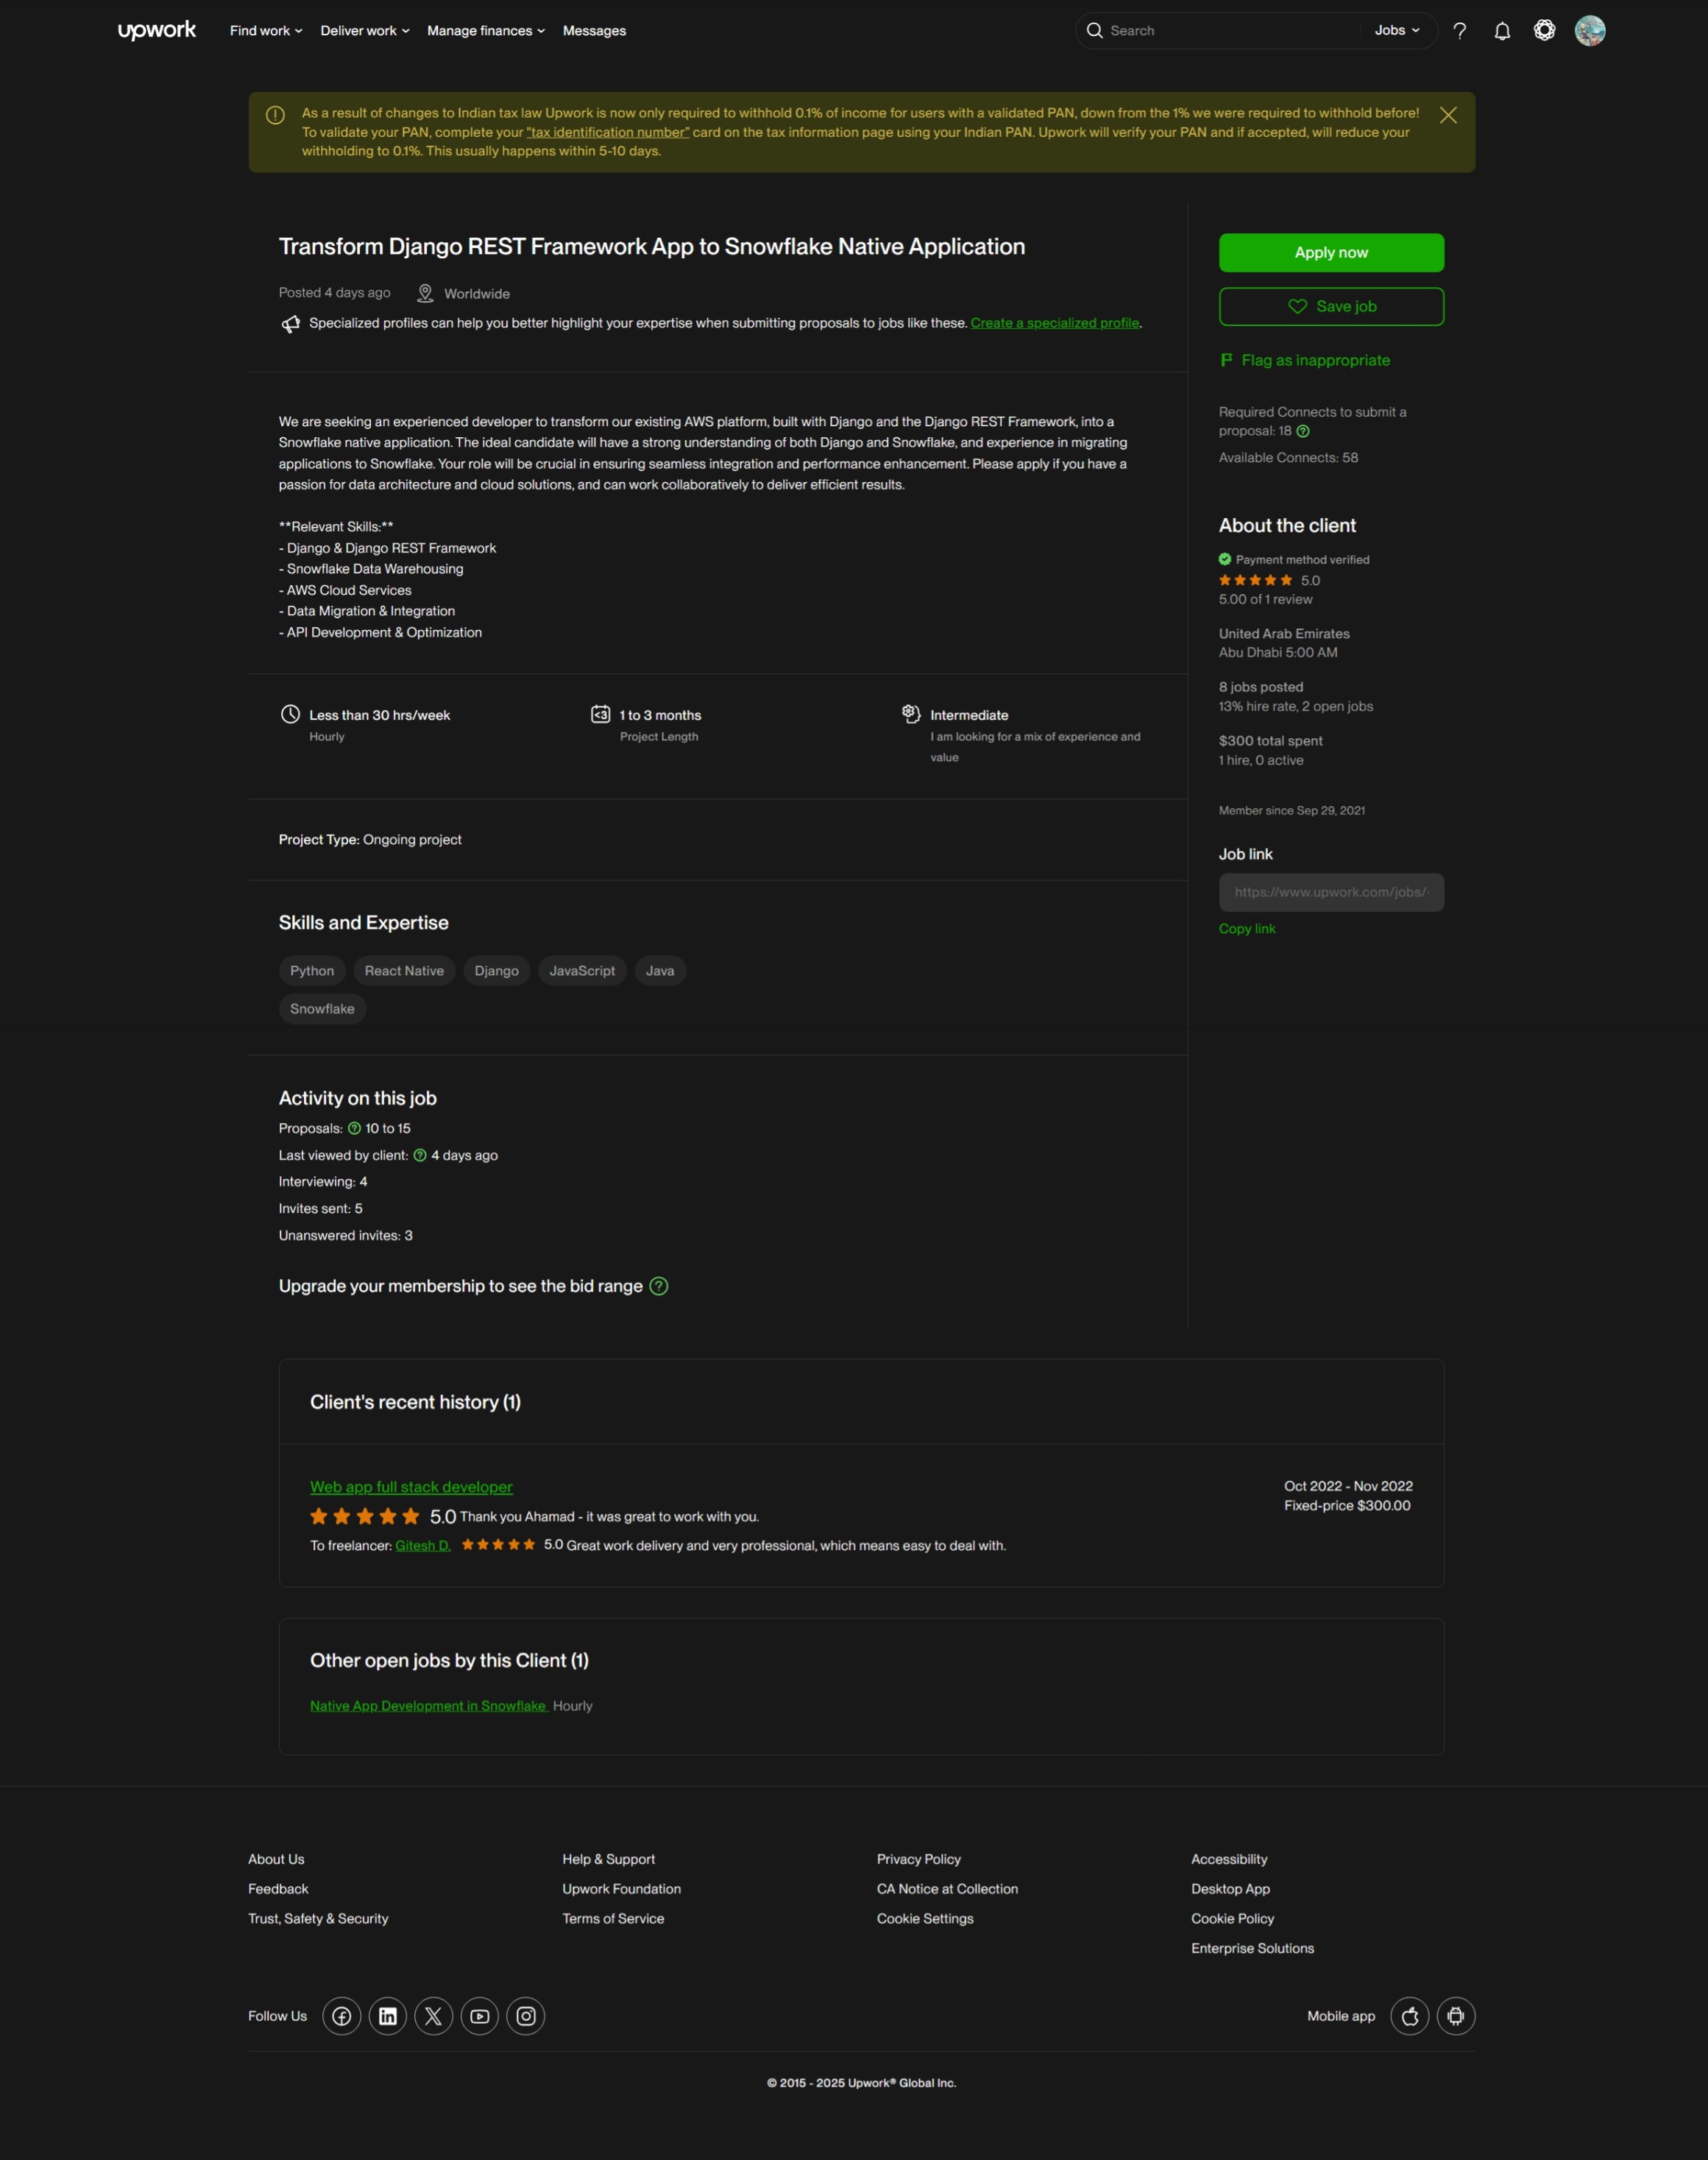 upwork
Find work
Deliver work
Manage finances
Messages
Search
Jobs
As a result of changes to Indian tax law Upwork is now only required to withhold 0.1% of income for users with a validated PAN, down from the 1% we were required to withhold before!
To validate your PAN, complete your "tax identification number" card on the tax information page using your Indian PAN. Upwork will verify your PAN and if accepted, will reduce your
withholding to 0.1%. This usually happens within 5-10 days.
Transform Django REST Framework App to Snowflake Native Application
Posted 4 days ago
Worldwide
Specialized profiles can help you better highlight your expertise when submitting proposals to jobs like these. Create a specialized profile.
We are seeking an experienced developer to transform our existing AWS platform, built with Django and the Django REST Framework, into a
Snowflake native application. The ideal candidate will have a strong understanding of both Django and Snowflake, and experience in migrating
applications to Snowflake. Your role will be crucial in ensuring seamless integration and performance enhancement. Please apply if you have a
passion for data architecture and cloud solutions, and can work collaboratively to deliver efficient results.
**Relevant Skills:**
- Django & Django REST Framework
- Snowflake Data Warehousing
- AWS Cloud Services
- Data Migration & Integration
- API Development & Optimization
Less than 30 hrs/week
Hourly
<3
1 to 3 months
Project Length
Intermediate
I am looking for a mix of experience and
value
Project Type: Ongoing project
Skills and Expertise
Python
React Native
Django
JavaScript
Java
Snowflake
Activity on this job
Proposals: 10 to 15
Last viewed by client: 4 days ago
Interviewing: 4
Invites sent: 5
Unanswered invites: 3
Upgrade your membership to see the bid range
Apply now
Save job
Flag as inappropriate
Required Connects to submit a
proposal: 18
Available Connects: 58
About the client
Payment method verified
5.0
5.00 of 1 review
United Arab Emirates
Abu Dhabi 5:00 AM
8 jobs posted
13% hire rate, 2 open jobs
$300 total spent
1 hire, 0 active
Member since Sep 29, 2021
Job link
https://www.upwork.com/jobs/
Copy link
Client's recent history (1)
Web app full stack developer
5.0 Thank you Ahamad - it was great to work with you.
To freelancer: Gitesh D. 5.0 Great work delivery and very professional, which means easy to deal with.
Oct 2022 - Nov 2022
Fixed-price $300.00
Other open jobs by this Client (1)
Native App Development in Snowflake Hourly
About Us
Feedback
Trust, Safety & Security
Help & Support
Upwork Foundation
Terms of Service
Privacy Policy
CA Notice at Collection
Cookie Settings
Accessibility
Desktop App
Cookie Policy
Enterprise Solutions
Follow Us
Mobile app
© 2015 - 2025 Upwork® Global Inc.